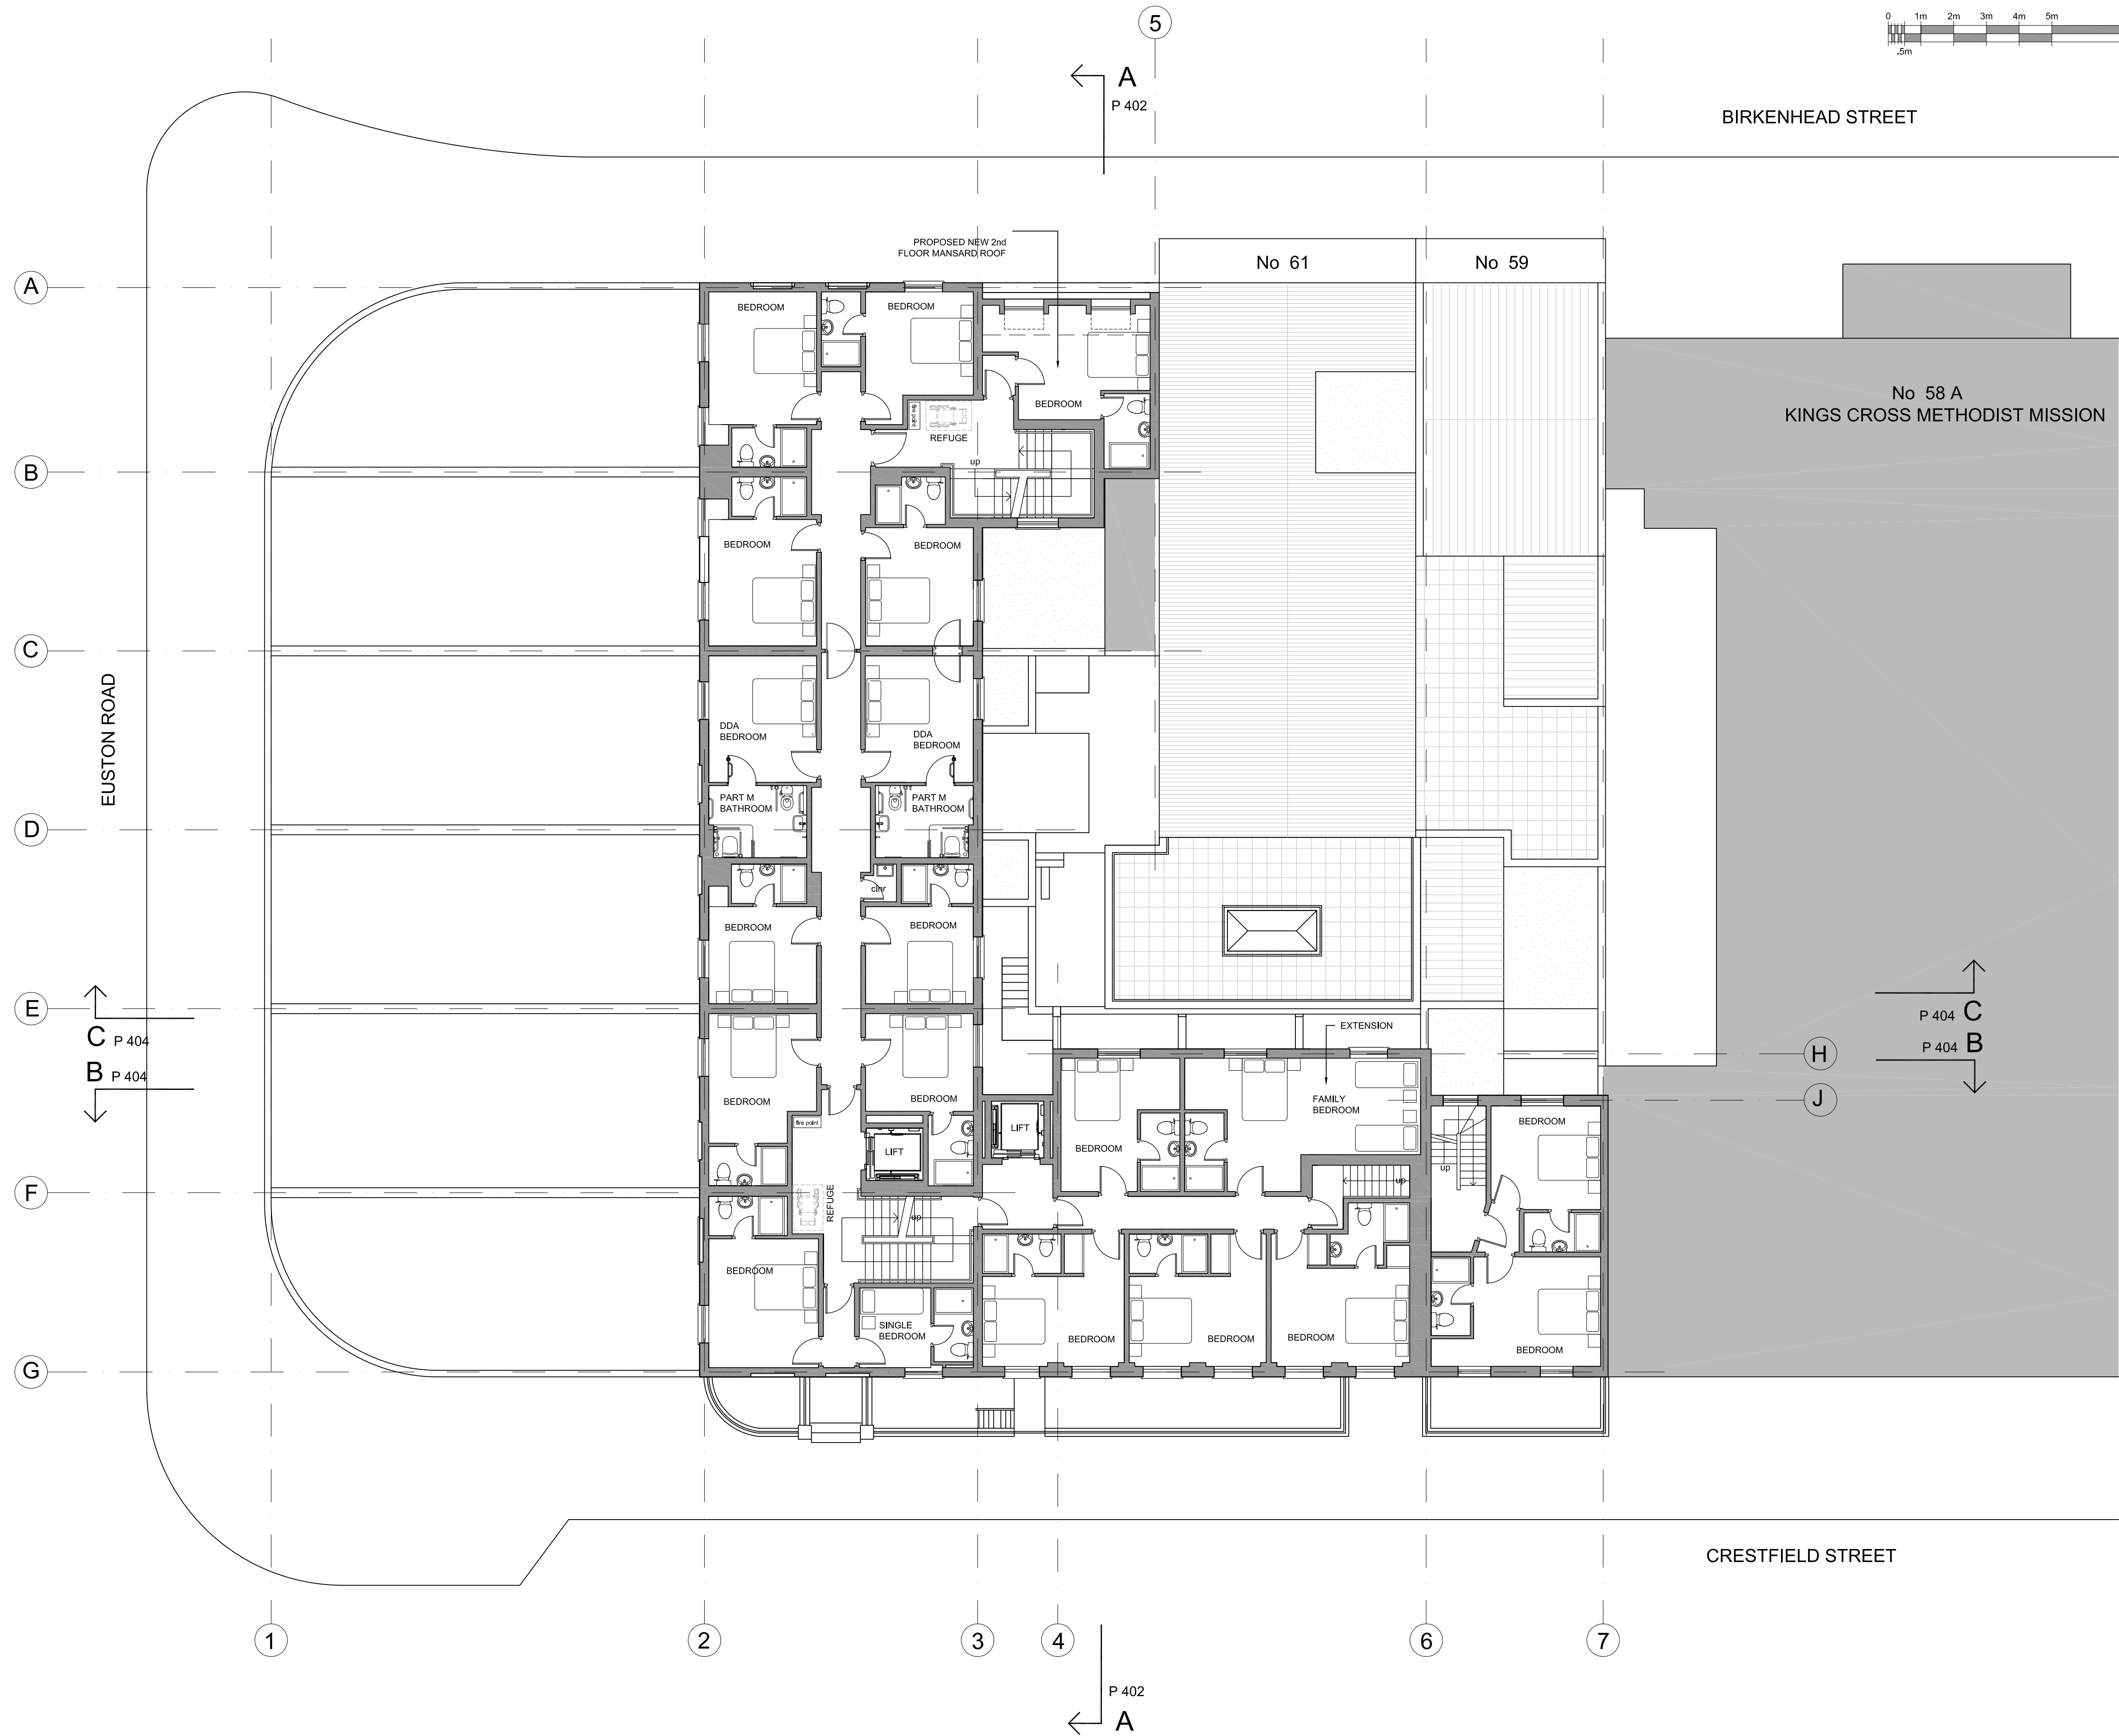 5
0 1m 2m 3m 4m 5m
.5m
A
P 402
BIRKENHEAD STREET
PROPOSED NEW 2nd
FLOOR MANSARD ROOF
No 61
No 59
A
BEDROOM
BEDROOM
No 58 A
KINGS CROSS METHODIST MISSION
BEDROOM
fire point
REFUGE
up
B
BEDROOM
BEDROOM
C
EUSTON ROAD
DDA
BEDROOM
DDA
BEDROOM
PART M
BATHROOM
PART M
BATHROOM
D
clnr
BEDROOM
BEDROOM
E
C P 404
B P 404
P 404 C
P 404 B
EXTENSION
H
J
BEDROOM
BEDROOM
FAMILY
BEDROOM
fire point
LIFT
LIFT
BEDROOM
BEDROOM
up
up
F
REFUGE
up
BEDROOM
SINGLE
BEDROOM
BEDROOM
BEDROOM
BEDROOM
BEDROOM
G
CRESTFIELD STREET
1
2
3
4
6
7
P 402
A